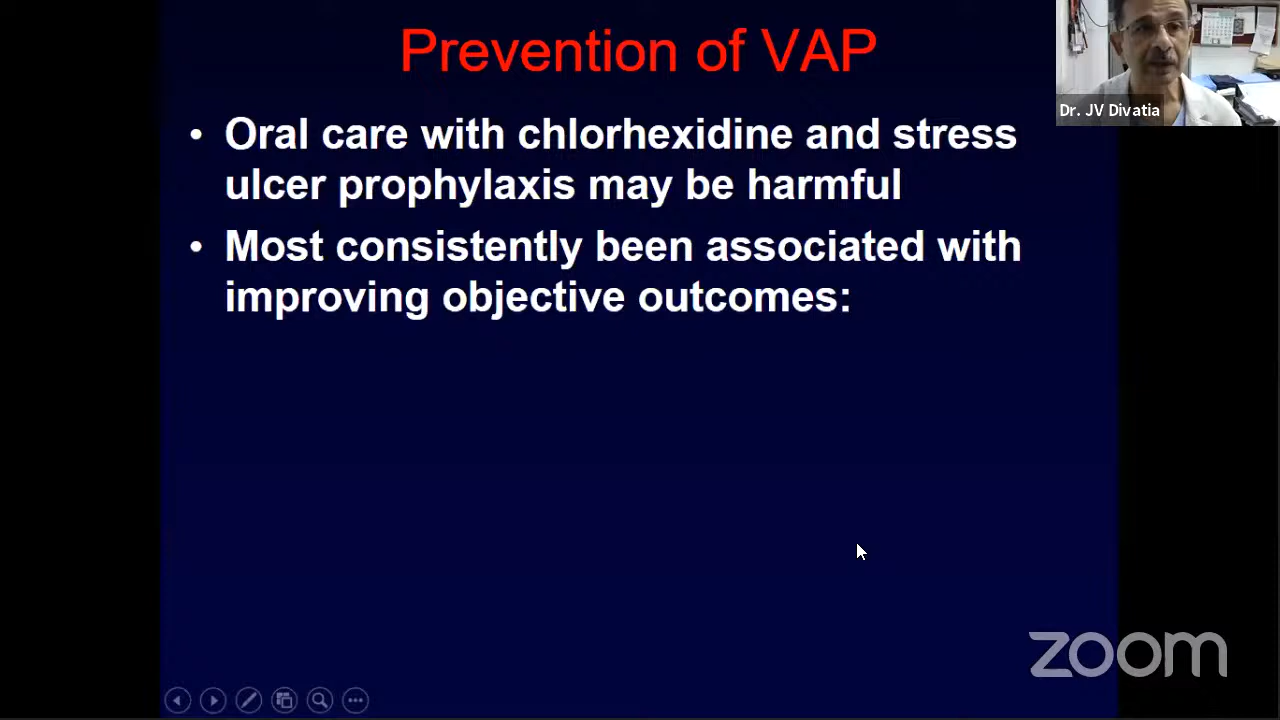 Prevention of VAP
Dr. JV Divatia
• Oral care with chlorhexidine and stress
ulcer prophylaxis may be harmful
• Most consistently been associated with
improving objective outcomes:
zoom